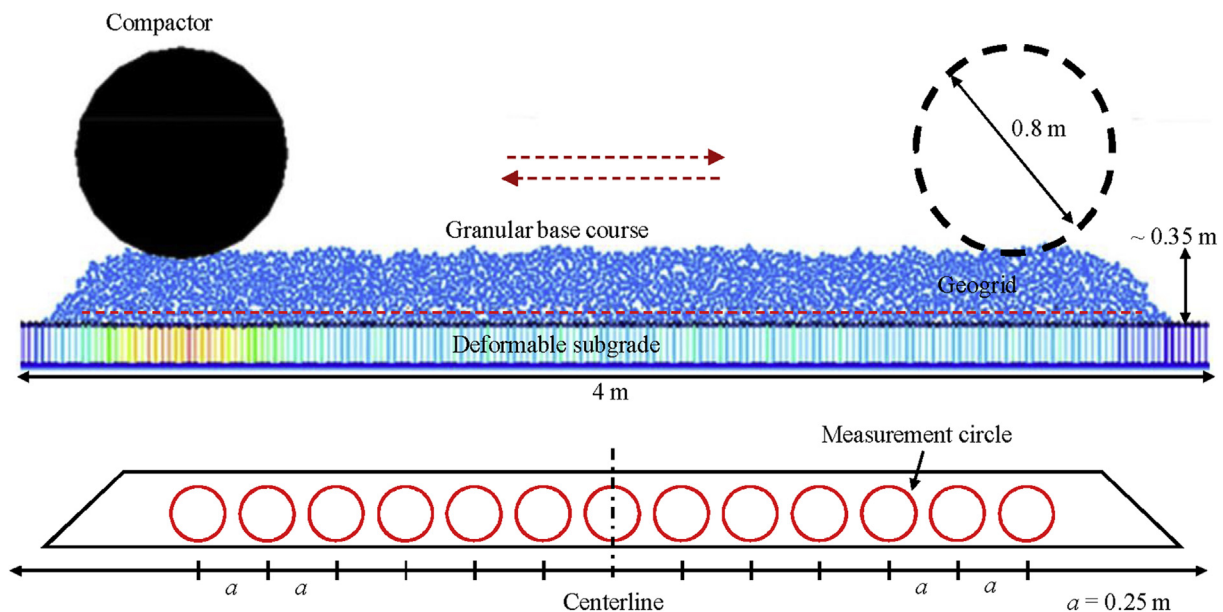 Compactor
0.8 m
Granular base course
~ 0.35 m
Geogrid
Deformable subgrade
4 m
Measurement circle
a a a a
Centerline
a = 0.25 m